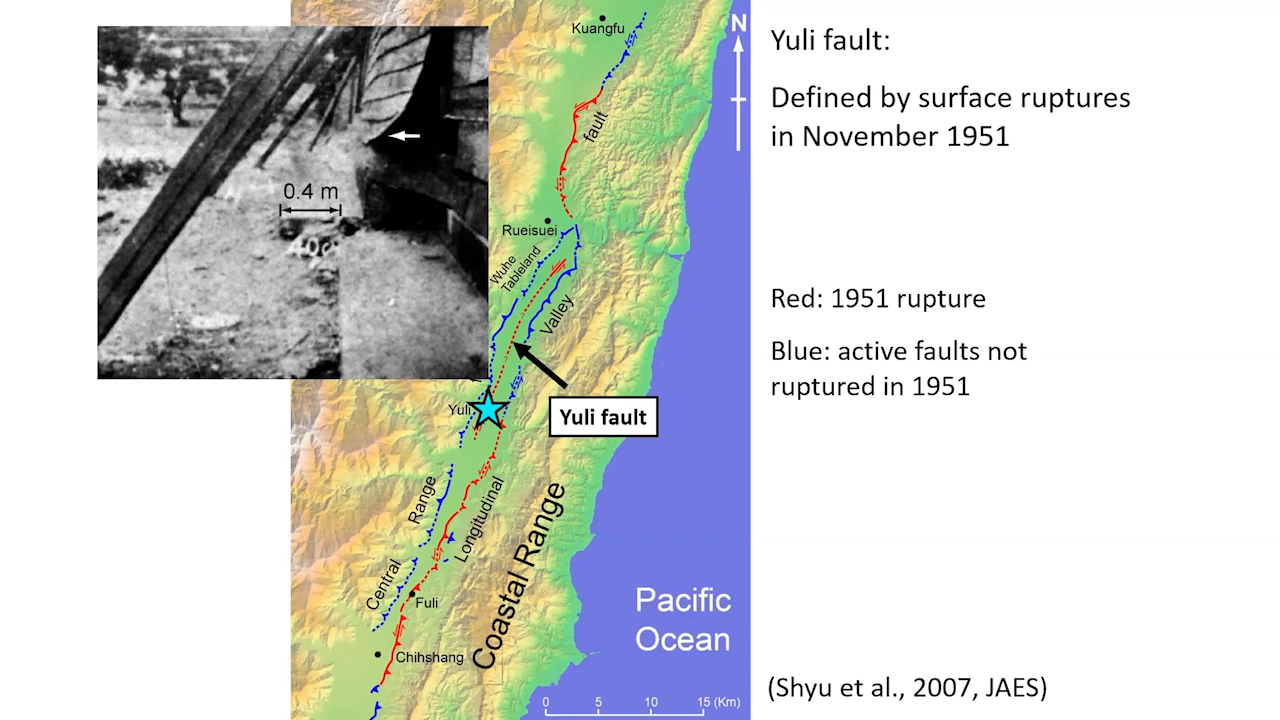 Yuli fault:
Defined by surface ruptures
in November 1951
Red: 1951 rupture
Blue: active faults not
ruptured in 1951
(Shyu et al., 2007, JAES)
0.4 m
N
Kuangfu
fault
Rueisuei
Wuhe
Tableland
Valley
Yuli
Yuli fault
Range
Longitudinal
Central
Coastal Range
Fuli
Chihshang
Pacific
Ocean
0 5 10 15 (Km)